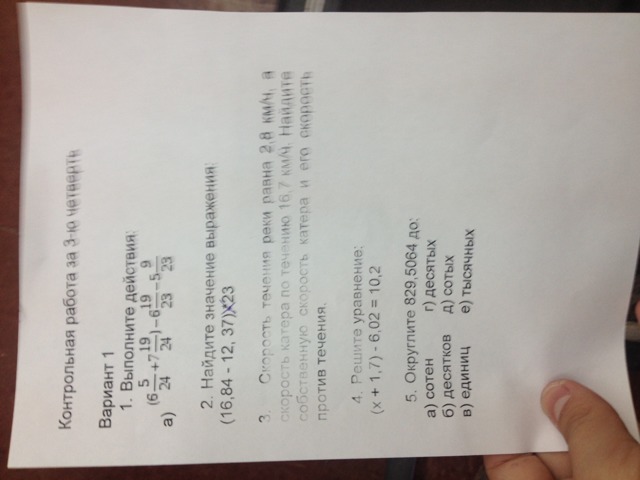 Контрольная работа за 3-ю четверть
Вариант 1
1. Выполните действия:
а) (6 5/24 + 7 19/24) - 6 19/23 - 5 9/23
2. Найдите значение выражения:
(16,84 - 12, 37)×23
3. Скорость течения реки равна 2,8 км/ч, а
скорость катера по течению 16,7 км/ч. Найдите
собственную скорость катера и его скорость
против течения.
4. Решите уравнение:
(х + 1,7) - 6,02 = 10,2
5. Округлите 829,5064 до:
а) сотен г) десятых
б) десятков д) сотых
в) единиц е) тысячных